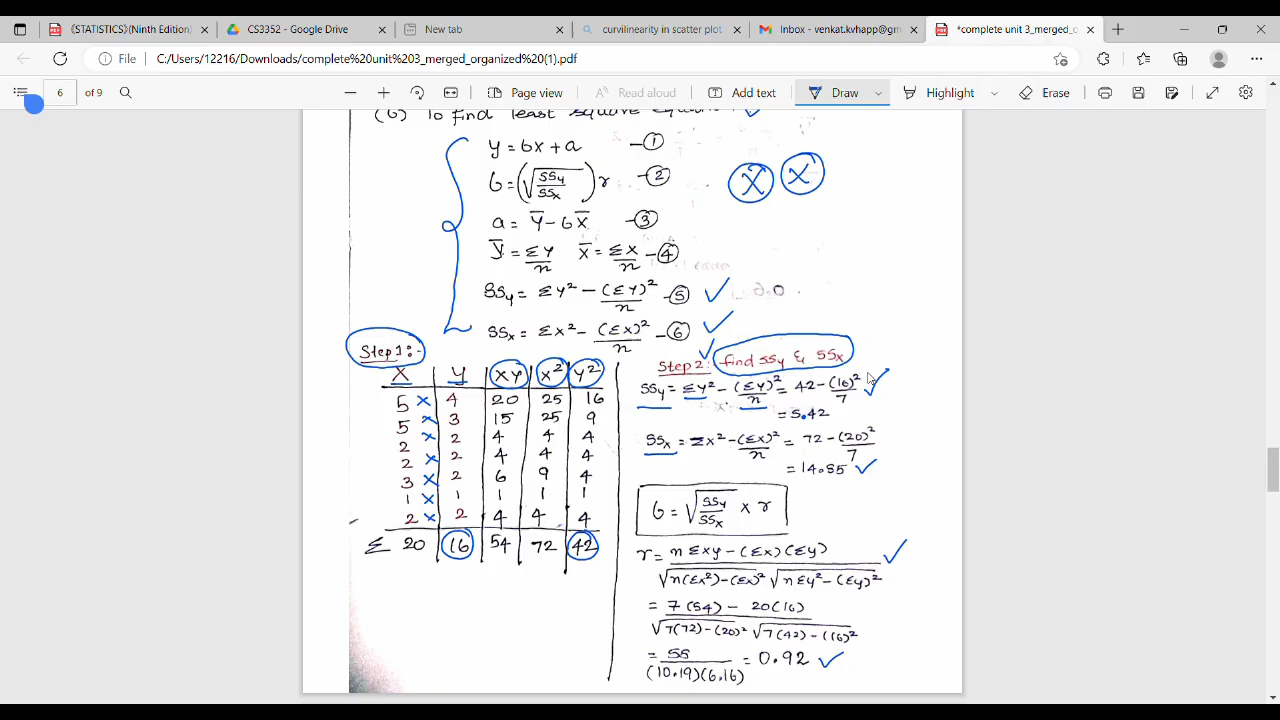 《STATISTICS》(Ninth Edition)
CS3352 - Google Drive
New tab
curvilinearity in scatter plot
Inbox - venkat.kvhapp@gm
*complete unit 3_merged_o
File C:/Users/12216/Downloads/complete%20unit%203_merged_organized%20(1).pdf
6 of 9
Page view
Read aloud
Add text
Draw
Highlight
Erase
(6) To find least square equati
y = bx + a —①
b = (√SSy/SSx) r —②
a = Y̅ - bX̅ —③
y̅ = Σy/n x̅ = Σx/n —④
SSy = Σy² - (Σy)²/n —⑤
SSx = Σx² - (Σx)²/n —⑥
X X
Step 1:-
X Y XY X² Y²
5 4 20 25 16
5 3 15 25 9
2 2 4 4 4
2 2 4 4 4
3 2 6 9 4
1 1 1 1 1
2 2 4 4 4
Σ 20 16 54 72 42
Step 2: find SSy & SSx
SSy = Σy² - (Σy)²/n = 42 - (16)²/7
= 5.42
SSx = Σx² - (Σx)²/n = 72 - (20)²/7
= 14.85
b = √SSy/SSx × r
r = nΣxy - (Σx)(Σy)
√n(Σx²) - (Σx)² √nΣy² - (Σy)²
= 7(54) - 20(16)
√7(72) - (20)² √7(42) - (16)²
= 58/(10.19)(6.16) = 0.92